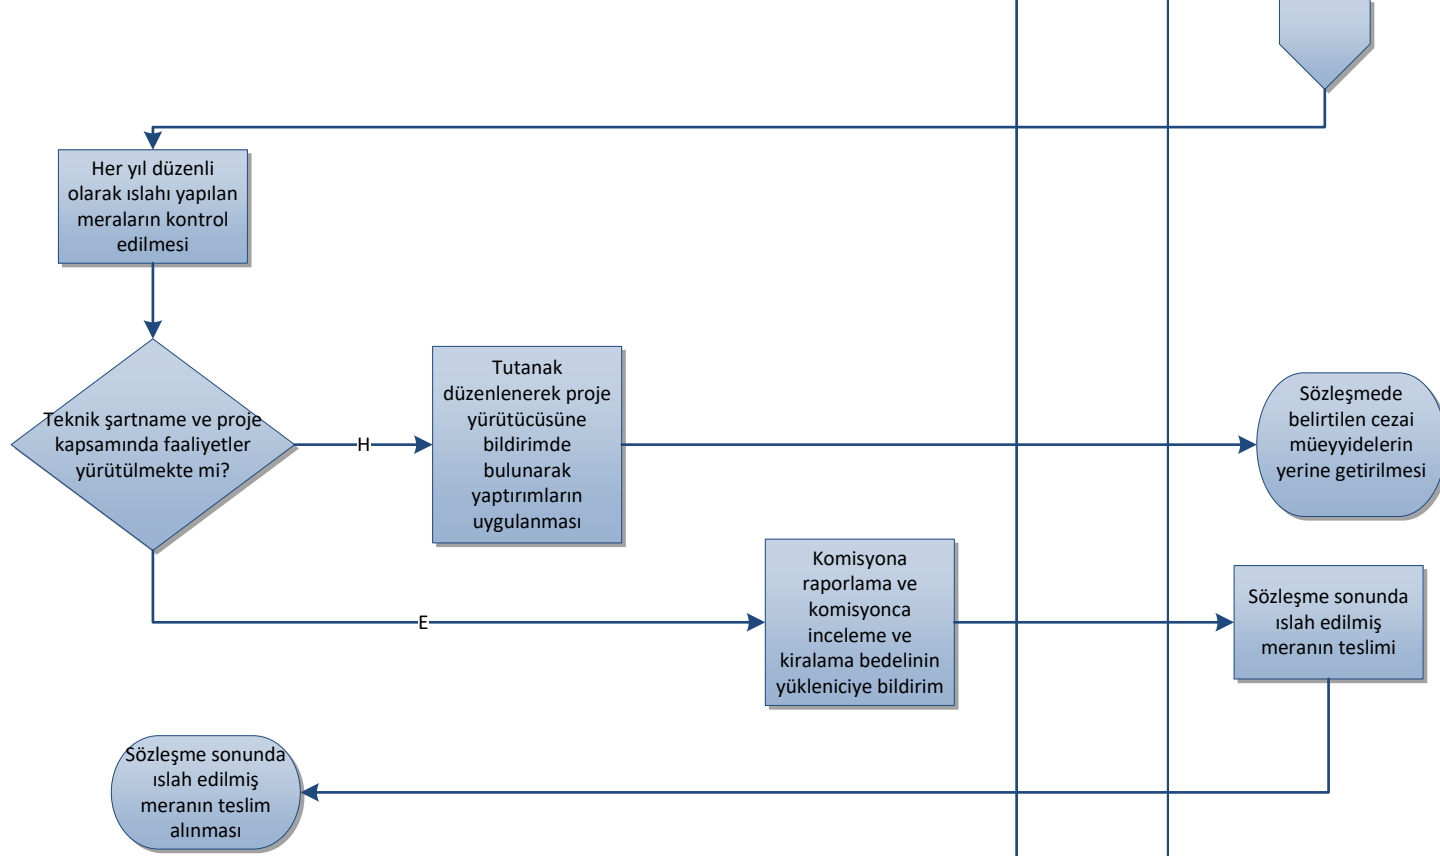 Her yıl düzenli
olarak ıslahı yapılan
meraların kontrol
edilmesi
Teknik şartname ve proje
kapsamında faaliyetler
yürütülmekte mi?
H
Tutanak
düzenlenerek proje
yürütücüsüne
bildirimde
bulunarak
yaptırımların
uygulanması
Sözleşmede
belirtilen cezai
müeyyidelerin
yerine getirilmesi
E
Komisyona
raporlama ve
komisyonca
inceleme ve
kiralama bedelinin
yükleniciye bildirim
Sözleşme sonunda
ıslah edilmiş
meranın teslimi
Sözleşme sonunda
ıslah edilmiş
meranın teslim
alınması